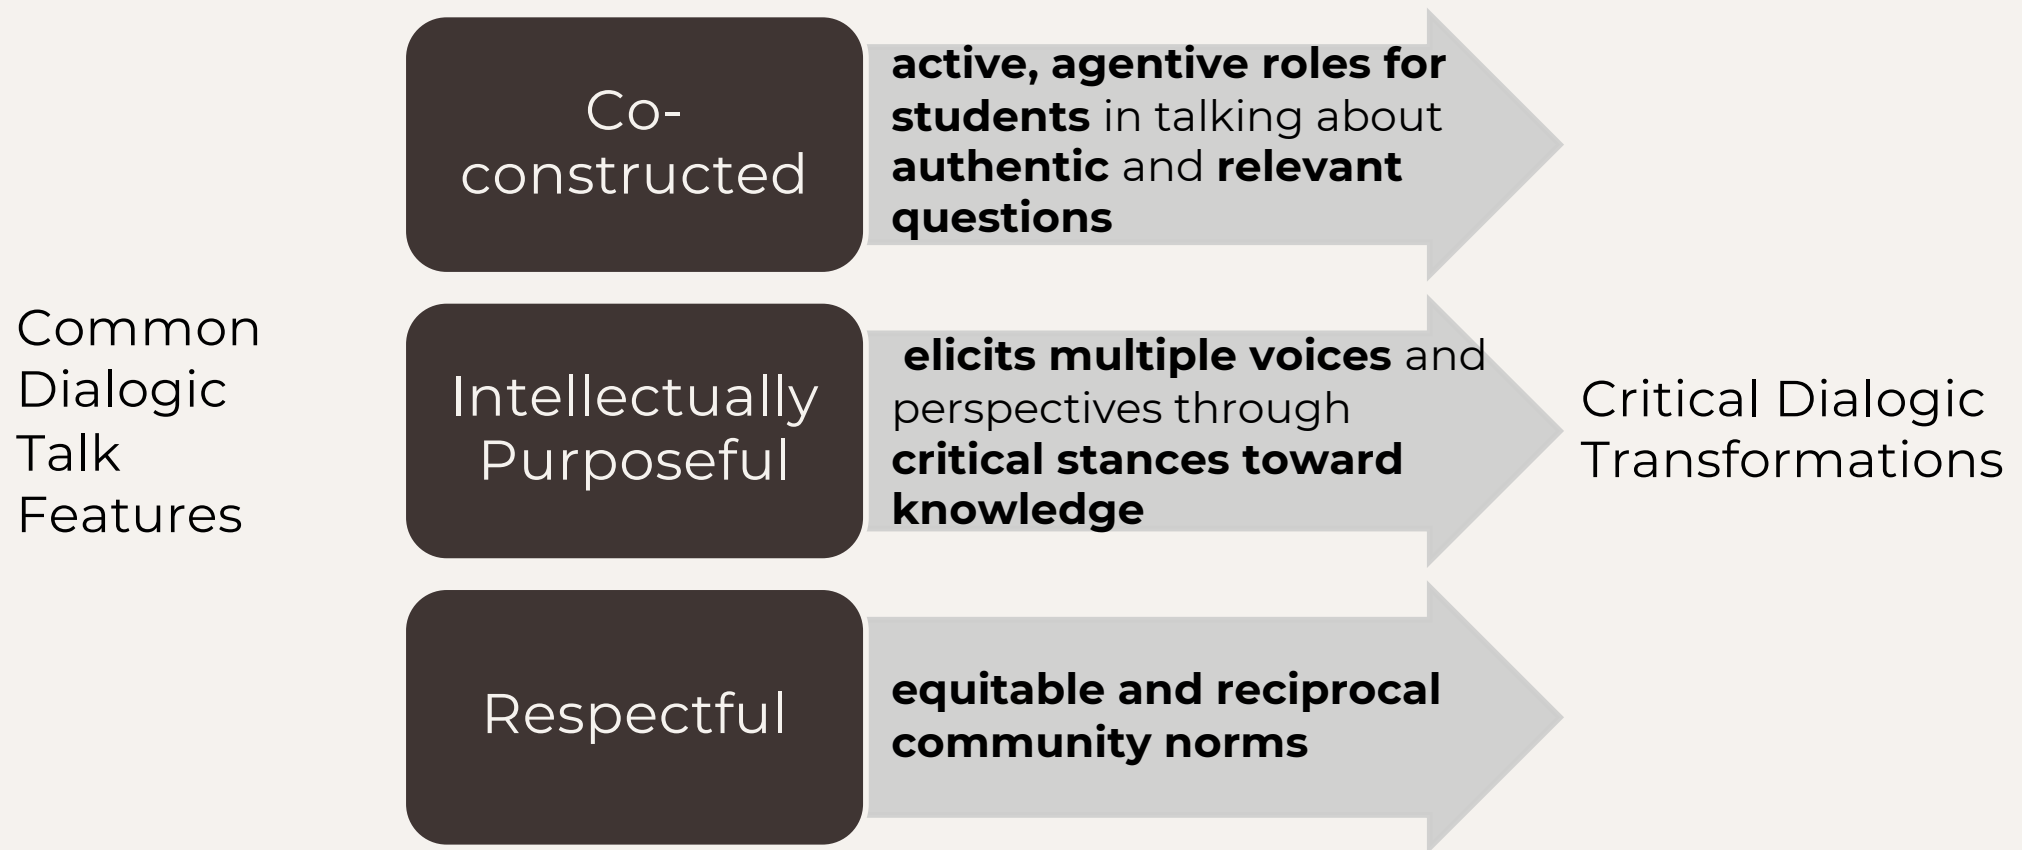 Common
Dialogic
Talk
Features
Co-
constructed
active, agentive roles for
students in talking about
authentic and relevant
questions
Intellectually
Purposeful
elicits multiple voices and
perspectives through
critical stances toward
knowledge
Respectful
equitable and reciprocal
community norms
Critical Dialogic
Transformations